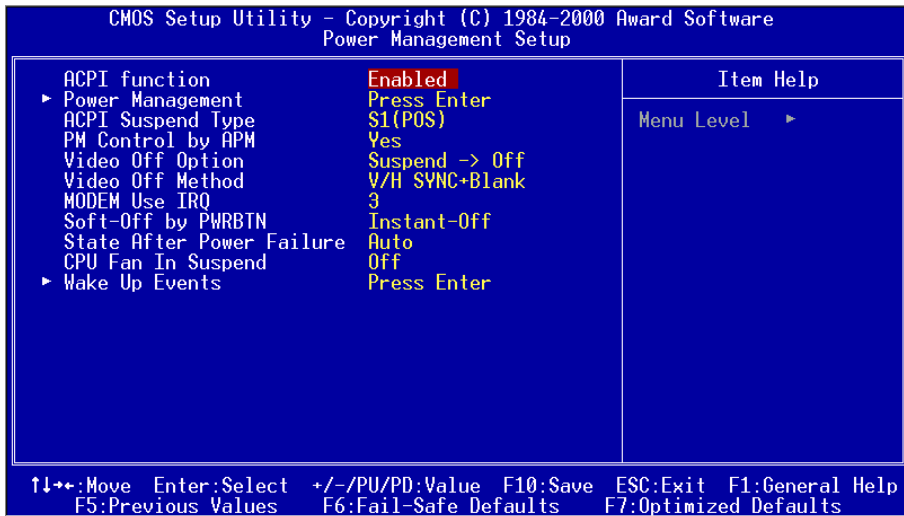 CMOS Setup Utility - Copyright (C) 1984-2000 Award Software
Power Management Setup
ACPI function Enabled
► Power Management Press Enter
ACPI Suspend Type S1(POS)
PM Control by APM Yes
Video Off Option Suspend -> Off
Video Off Method V/H SYNC+Blank
MODEM Use IRQ 3
Soft-Off by PWRBTN Instant-Off
State After Power Failure Auto
CPU Fan In Suspend Off
► Wake Up Events Press Enter
Item Help
Menu Level ►
↑↓→←:Move Enter:Select +/-/PU/PD:Value F10:Save ESC:Exit F1:General Help
F5:Previous Values F6:Fail-Safe Defaults F7:Optimized Defaults